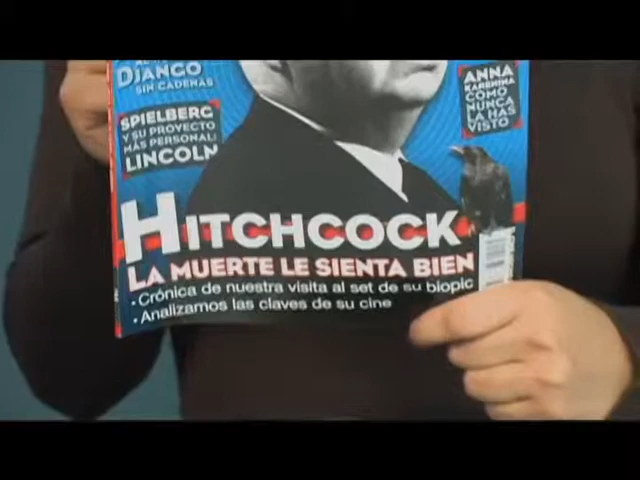 DJANGO
SIN CADENAS
SPIELBERG
Y SU PROYECTO
MÁS PERSONAL:
LINCOLN
ANNA
KARENINA
COMO
NUNCA
LA HAS
VISTO
HITCHCOCK
LA MUERTE LE SIENTA BIEN
• Crónica de nuestra visita al set de su biopic
• Analizamos las claves de su cine